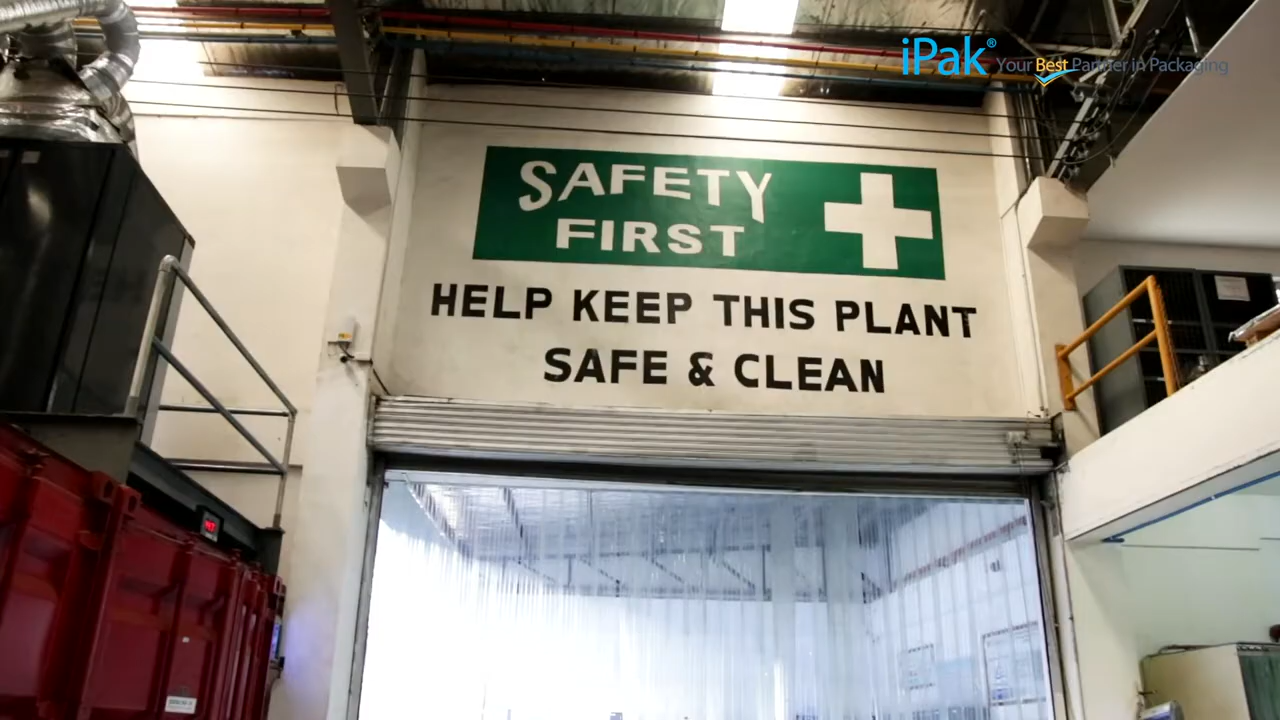 iPak®
Your Best Partner in Packaging
SAFETY
FIRST
HELP KEEP THIS PLANT
SAFE & CLEAN